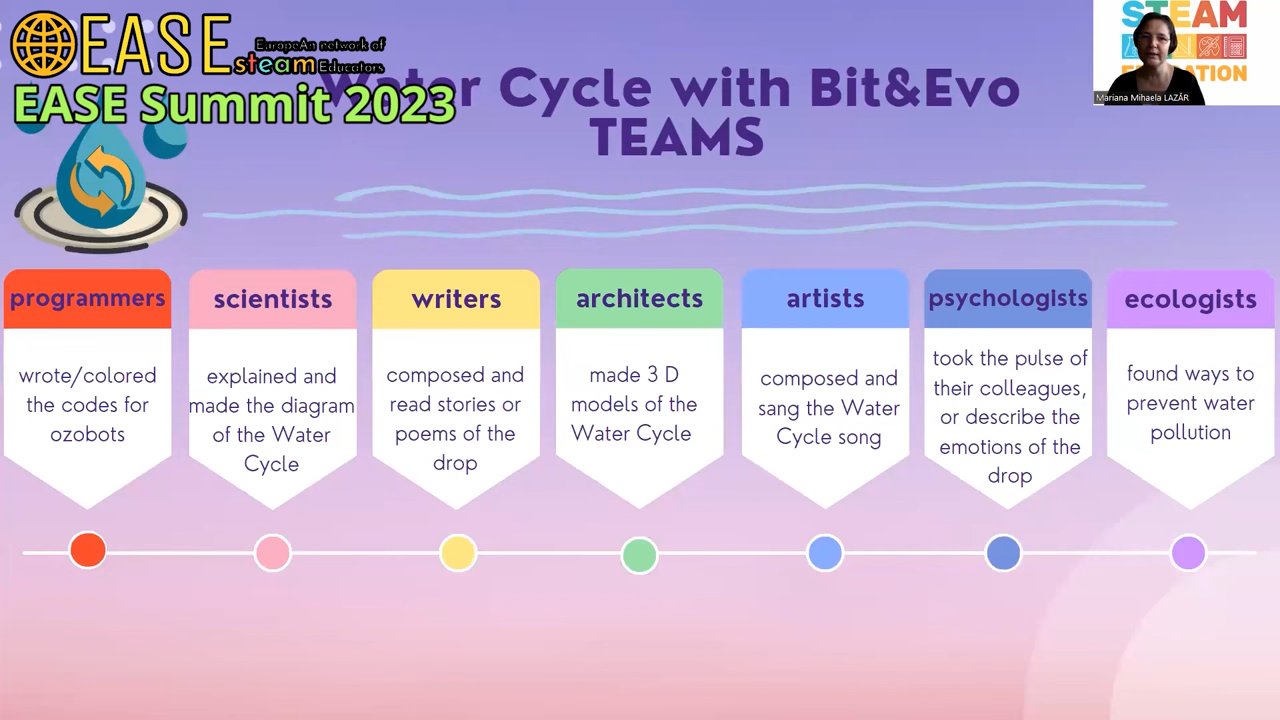 EASE
EuropeAn network of
steam Educators
EASE Summit 2023
Water Cycle with Bit&Evo
TEAMS
STEAM
EDUCATION
Mariana Mihaela LAZĂR
programmers
wrote/colored
the codes for
ozobots
scientists
explained and
made the diagram
of the Water
Cycle
writers
composed and
read stories or
poems of the
drop
architects
made 3 D
models of the
Water Cycle
artists
composed and
sang the Water
Cycle song
psychologists
took the pulse of
their colleagues,
or describe the
emotions of the
drop
ecologists
found ways to
prevent water
pollution